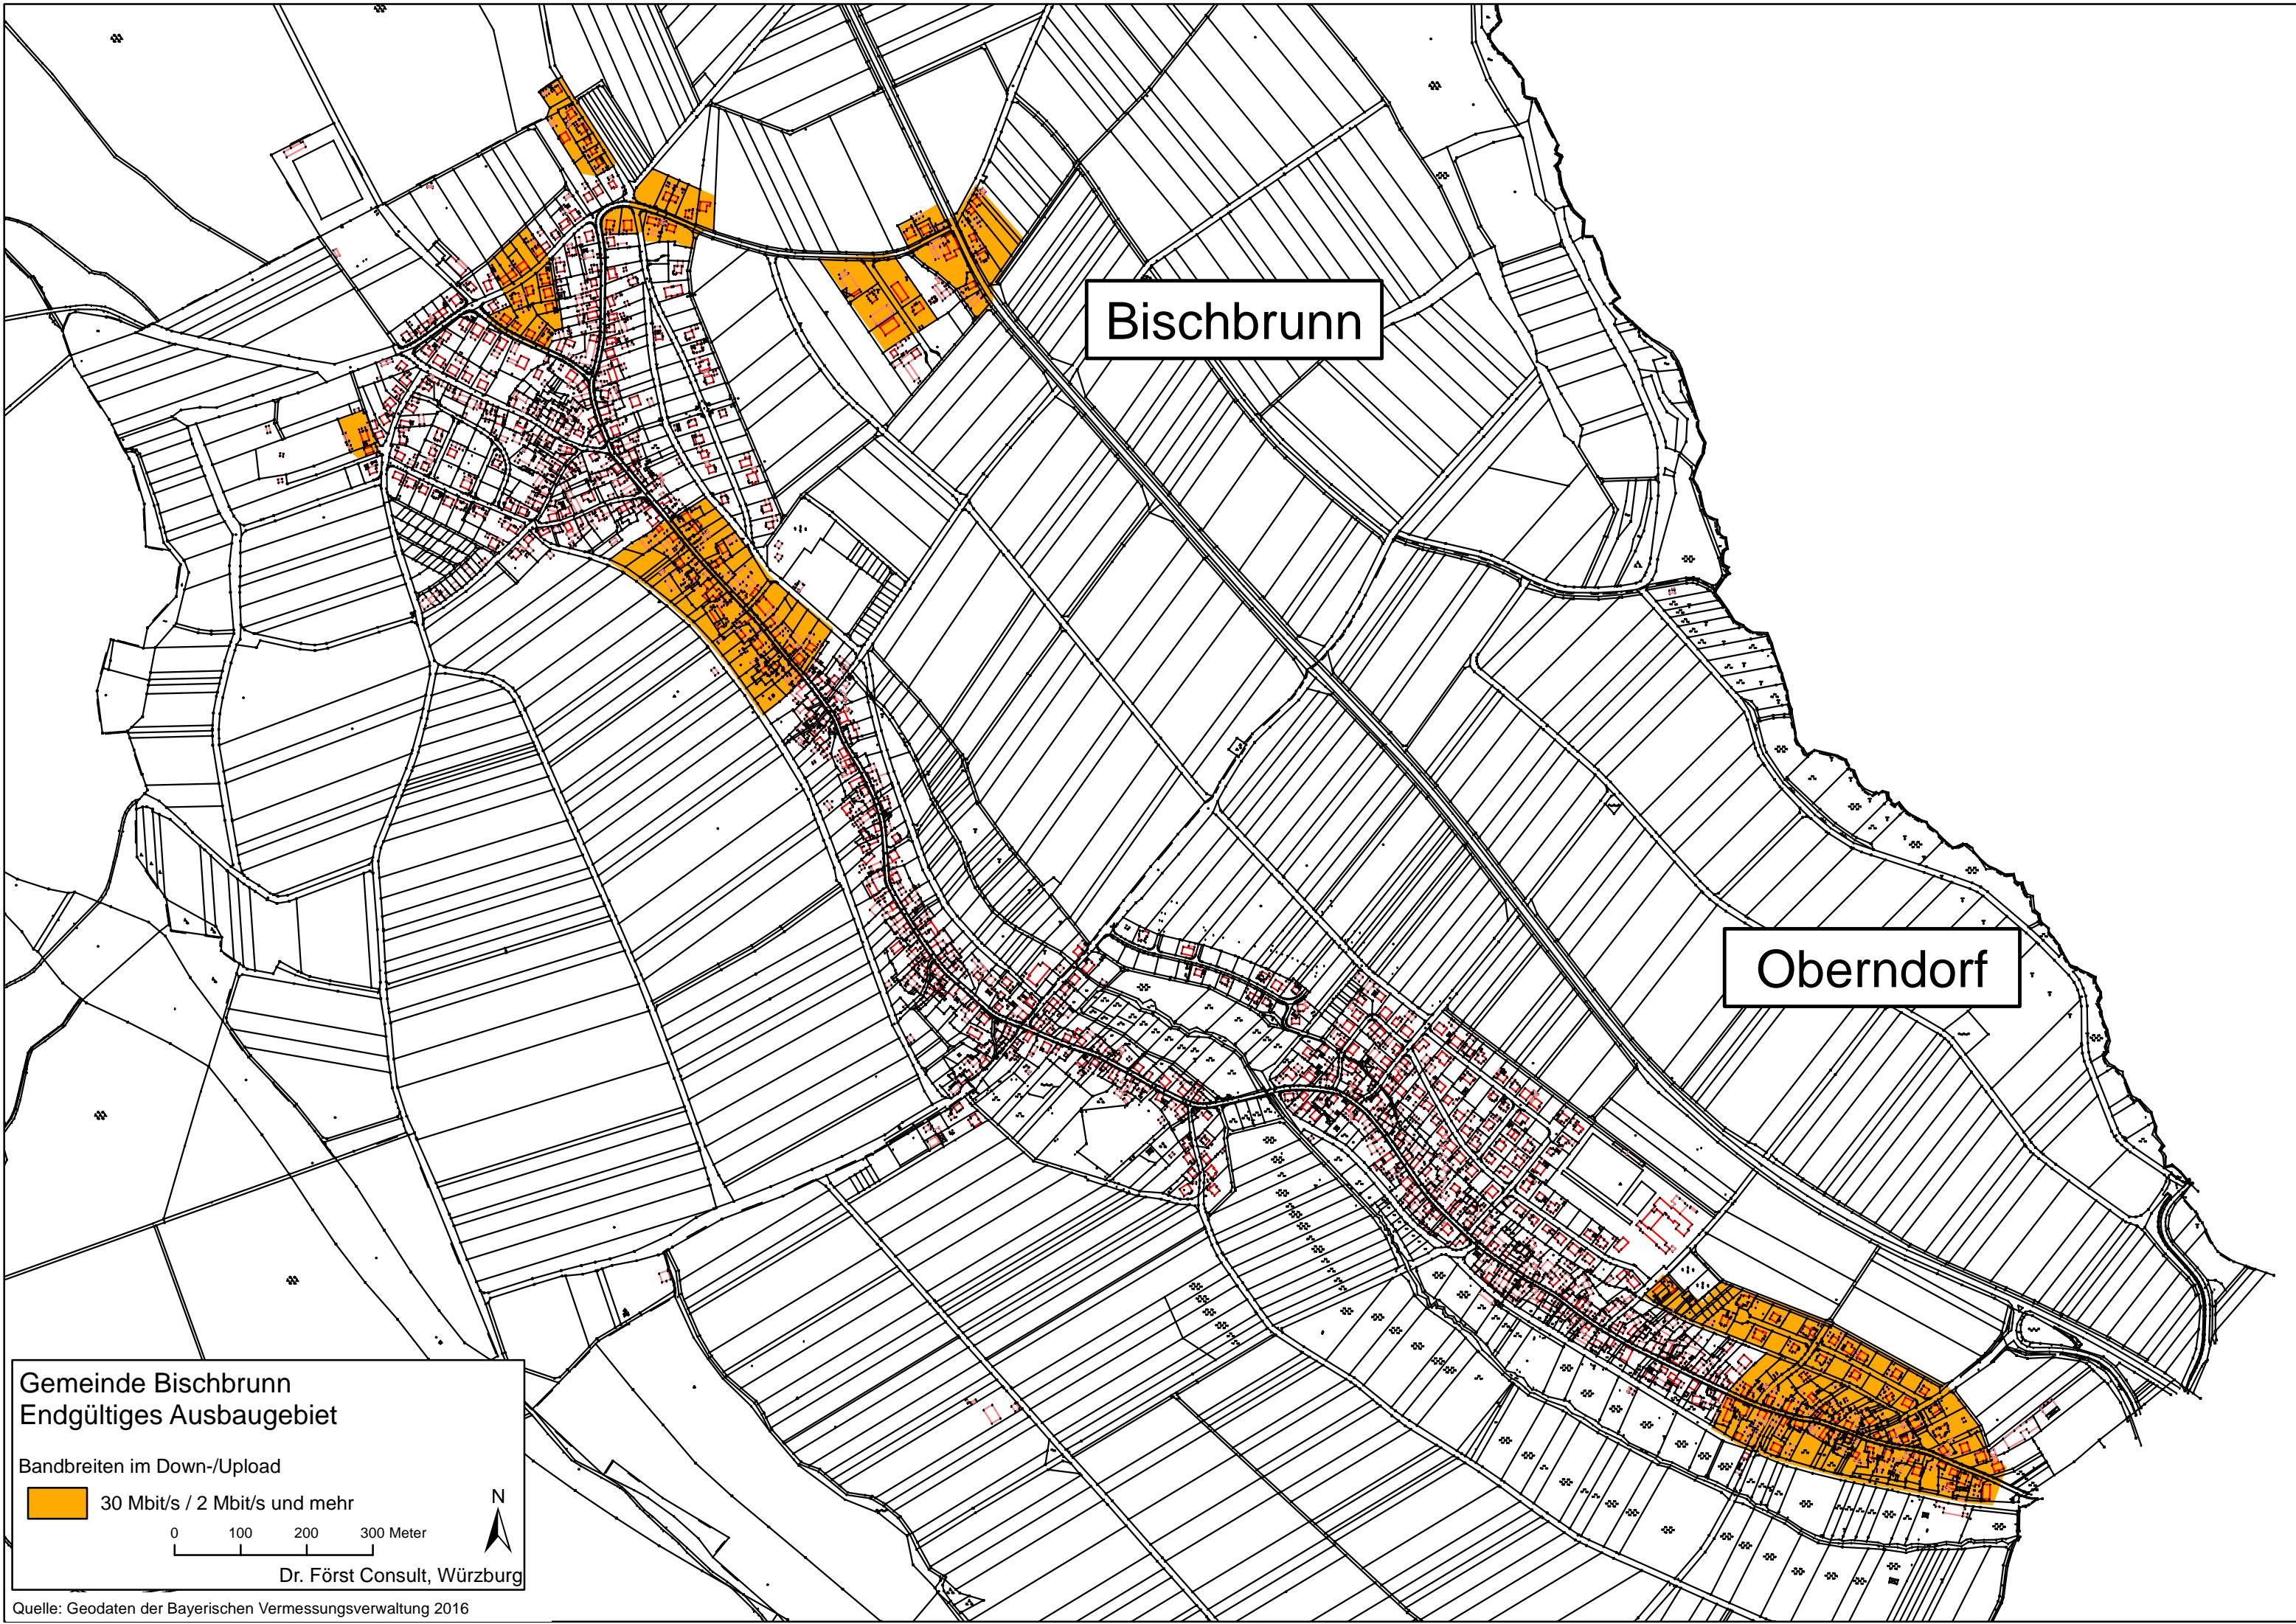 Bischbrunn
Oberndorf
Gemeinde Bischbrunn
Endgültiges Ausbaugebiet
Bandbreiten im Down-/Upload
30 Mbit/s / 2 Mbit/s und mehr
N
0 100 200 300 Meter
Dr. Först Consult, Würzburg
Quelle: Geodaten der Bayerischen Vermessungsverwaltung 2016